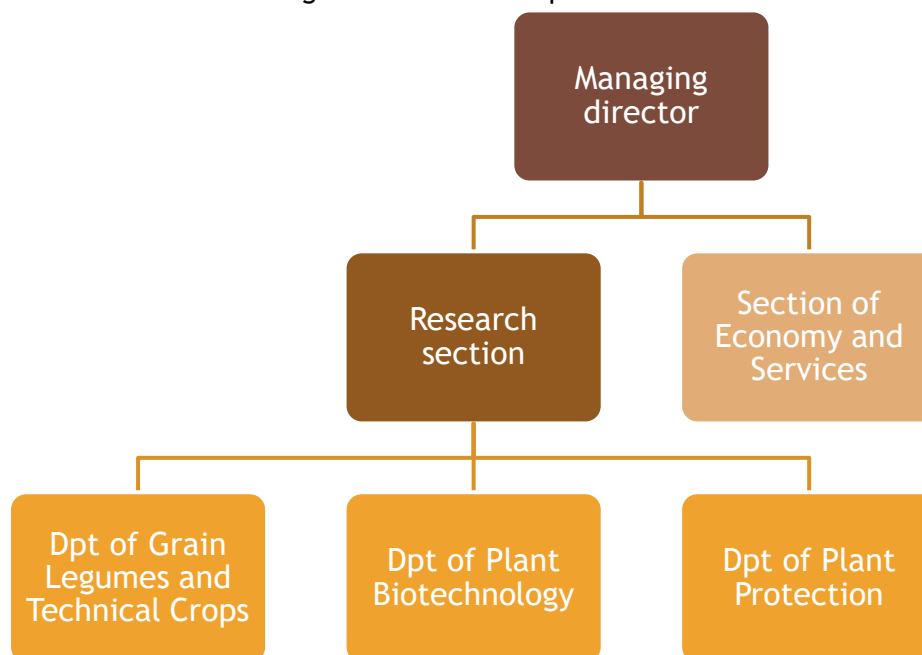 Managing
director
Research
section
Section of
Economy and
Services
Dpt of Grain
Legumes and
Technical Crops
Dpt of Plant
Biotechnology
Dpt of Plant
Protection